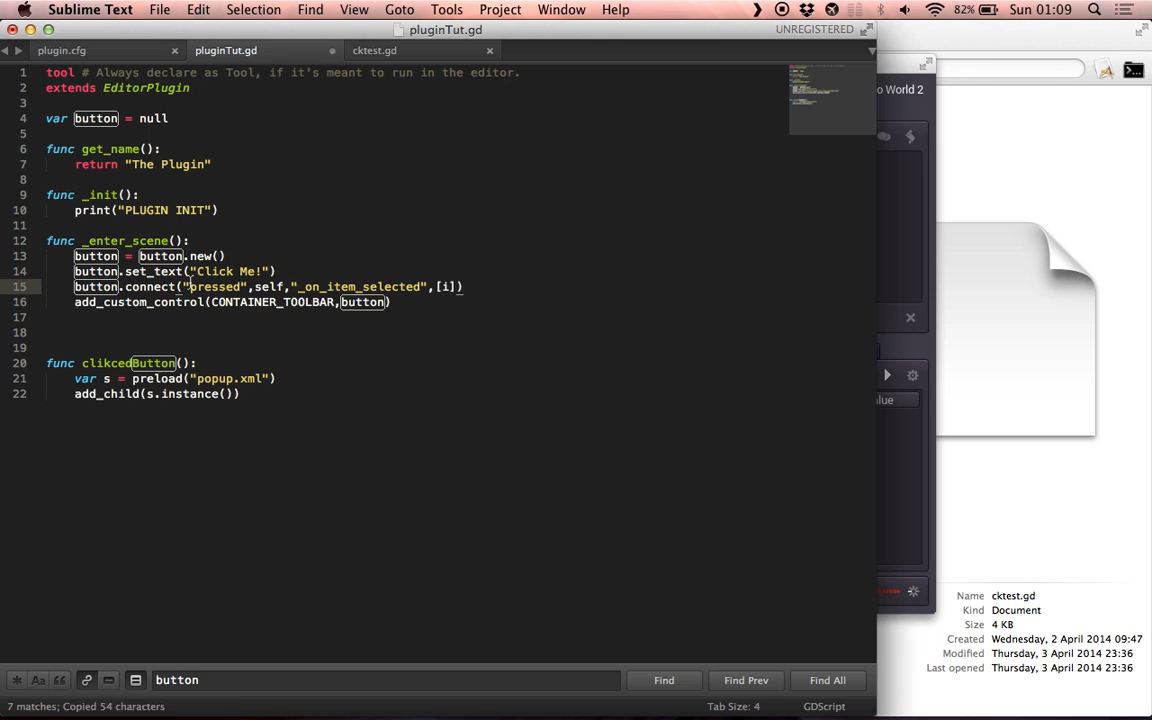 Sublime Text File Edit Selection Find View Goto Tools Project Window Help 82% Sun 01:09
pluginTut.gd UNREGISTERED
plugin.cfg pluginTut.gd cktest.gd
1 tool # Always declare as Tool, if it's meant to run in the editor.
2 extends EditorPlugin
3
4 var button = null
5
6 func get_name():
7 return "The Plugin"
8
9 func _init():
10 print("PLUGIN INIT")
11
12 func _enter_scene():
13 button = button.new()
14 button.set_text("Click Me!")
15 button.connect("pressed",self,"_on_item_selected",[i])
16 add_custom_control(CONTAINER_TOOLBAR,button)
17
18
19
20 func clikcedButton():
21 var s = preload("popup.xml")
22 add_child(s.instance())
o World 2
alue
Name cktest.gd
Kind Document
Size 4 KB
Created Wednesday, 2 April 2014 09:47
Modified Thursday, 3 April 2014 23:36
Last opened Thursday, 3 April 2014 23:36
Aa button Find Find Prev Find All
7 matches; Copied 54 characters Tab Size: 4 GDScript